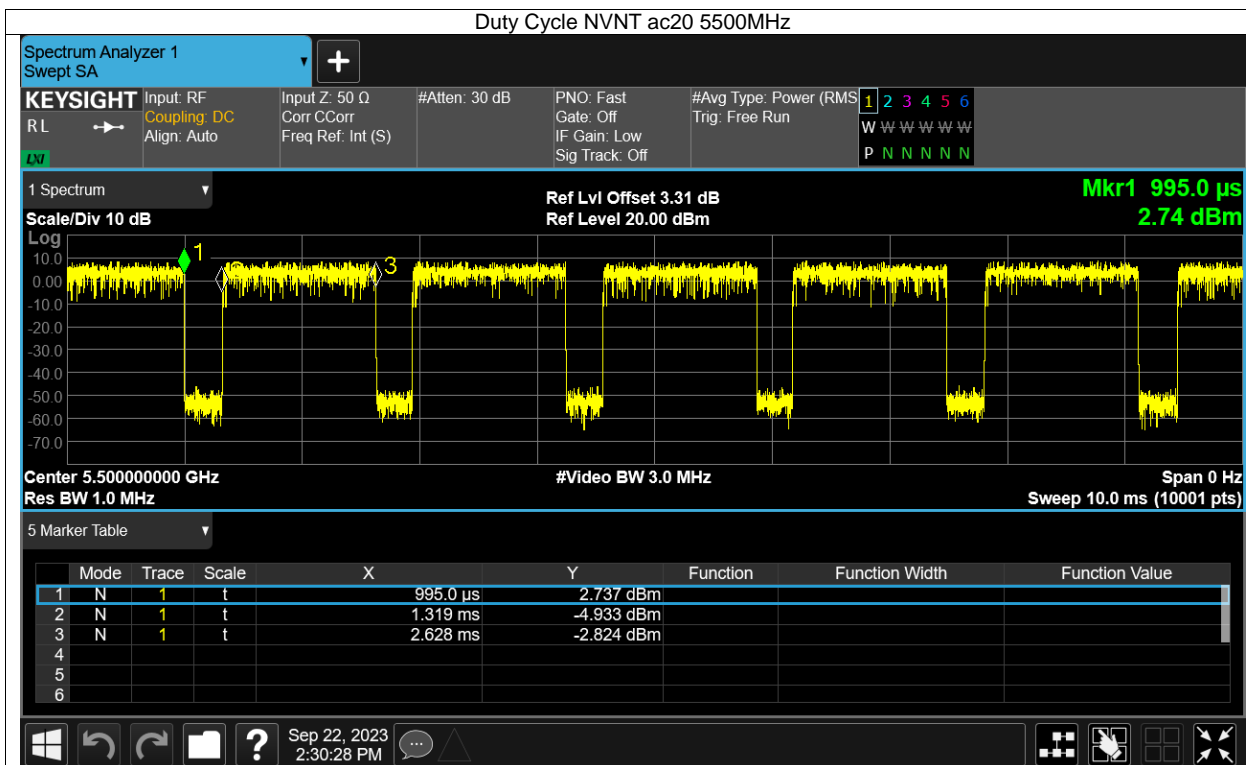 Duty Cycle NVNT ac20 5500MHz
Spectrum Analyzer 1
Swept SA
+
KEYSIGHT Input: RF Input Z: 50 Ω #Atten: 30 dB PNO: Fast #Avg Type: Power (RMS 1 2 3 4 5 6
R L Coupling: DC Corr CCorr Gate: Off Trig: Free Run
Align: Auto Freq Ref: Int (S) IF Gain: Low W W W W W W
LXI Sig Track: Off P N N N N N
1 Spectrum
Ref Lvl Offset 3.31 dB Mkr1 995.0 µs
Scale/Div 10 dB Ref Level 20.00 dBm 2.74 dBm
Log
1
10.0
3
0.00
-10.0
-20.0
-30.0
-40.0
-50.0
-60.0
-70.0
Center 5.500000000 GHz #Video BW 3.0 MHz Span 0 Hz
Res BW 1.0 MHz Sweep 10.0 ms (10001 pts)
5 Marker Table
Mode Trace Scale X Y Function Function Width Function Value
1 N 1 t 995.0 µs 2.737 dBm
2 N 1 t 1.319 ms -4.933 dBm
3 N 1 t 2.628 ms -2.824 dBm
4
5
6
? Sep 22, 2023
2:30:28 PM